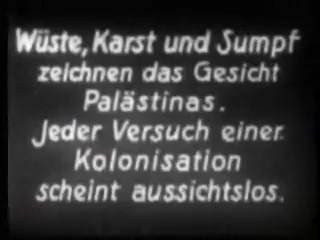 Wüste, Karst und Sumpf
zeichnen das Gesicht
Palästinas.
Jeder Versuch einer
Kolonisation
scheint aussichtslos.